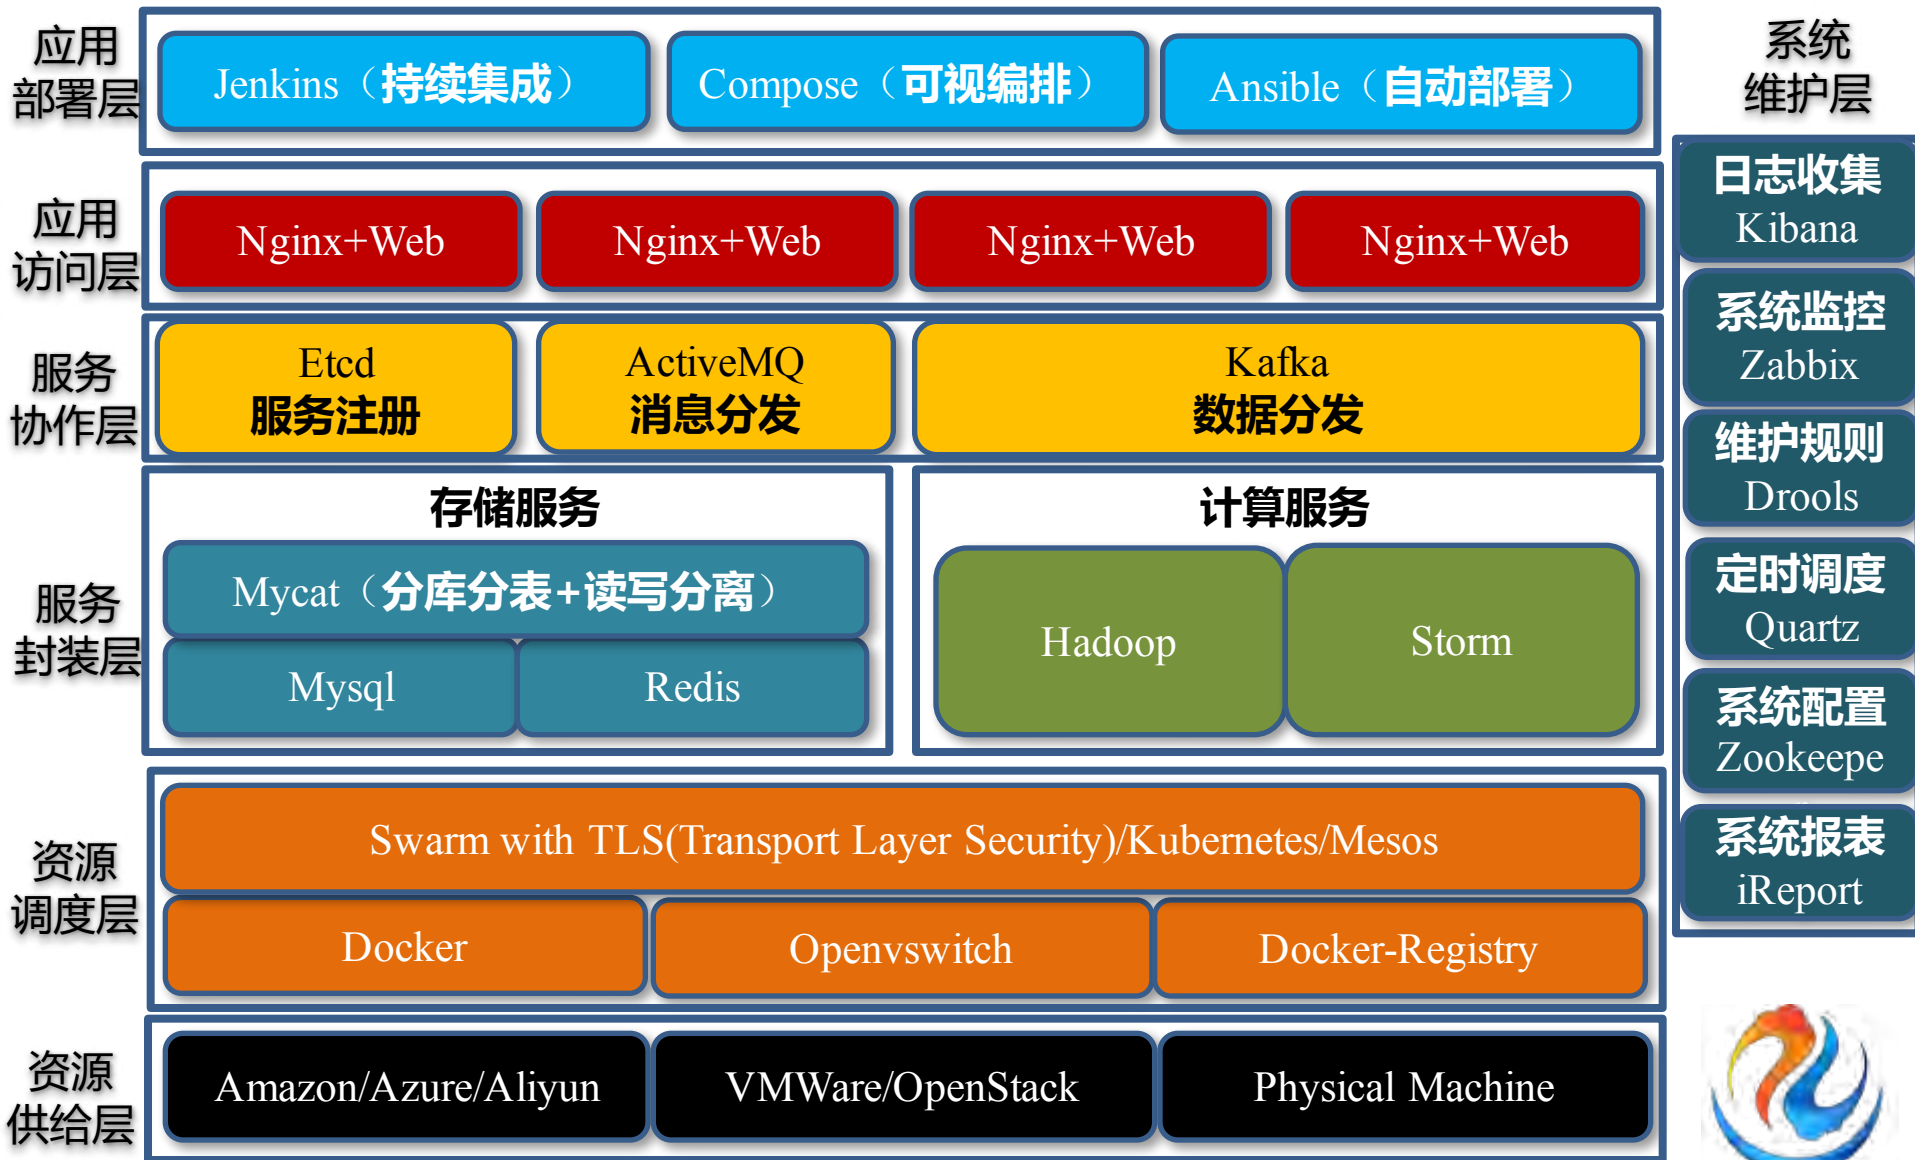 应用
部署层
Jenkins（持续集成）
Compose（可视编排）
Ansible（自动部署）
应用
访问层
Nginx+Web
Nginx+Web
Nginx+Web
Nginx+Web
服务
协作层
Etcd
服务注册
ActiveMQ
消息分发
Kafka
数据分发
服务
封装层
存储服务
Mycat（分库分表+读写分离）
Mysql
Redis
计算服务
Hadoop
Storm
资源
调度层
Swarm with TLS(Transport Layer Security)/Kubernetes/Mesos
Docker
Openvswitch
Docker-Registry
资源
供给层
Amazon/Azure/Aliyun
VMWare/OpenStack
Physical Machine
系统
维护层
日志收集
Kibana
系统监控
Zabbix
维护规则
Drools
定时调度
Quartz
系统配置
Zookeepe
系统报表
iReport